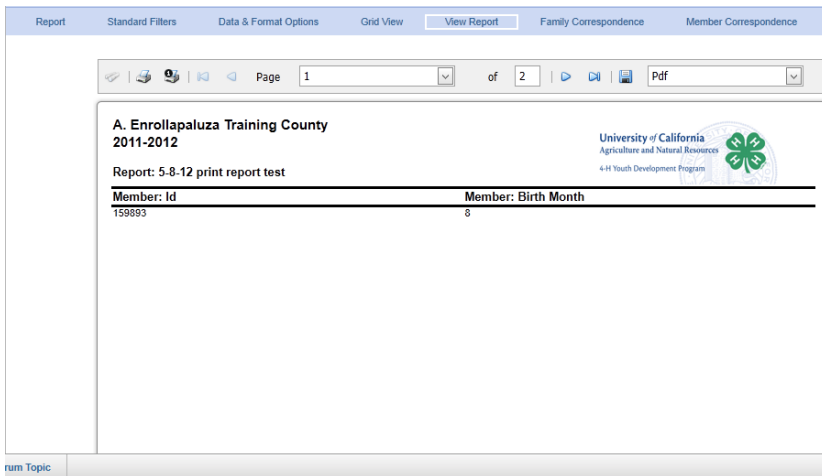 Report Standard Filters Data & Format Options Grid View View Report Family Correspondence Member Correspondence
Page 1 of 2 Pdf
A. Enrollapaluza Training County
2011-2012
University of California
Agriculture and Natural Resources
4-H Youth Development Program
H H H H
Report: 5-8-12 print report test
Member: Id Member: Birth Month
159893 8
rum Topic